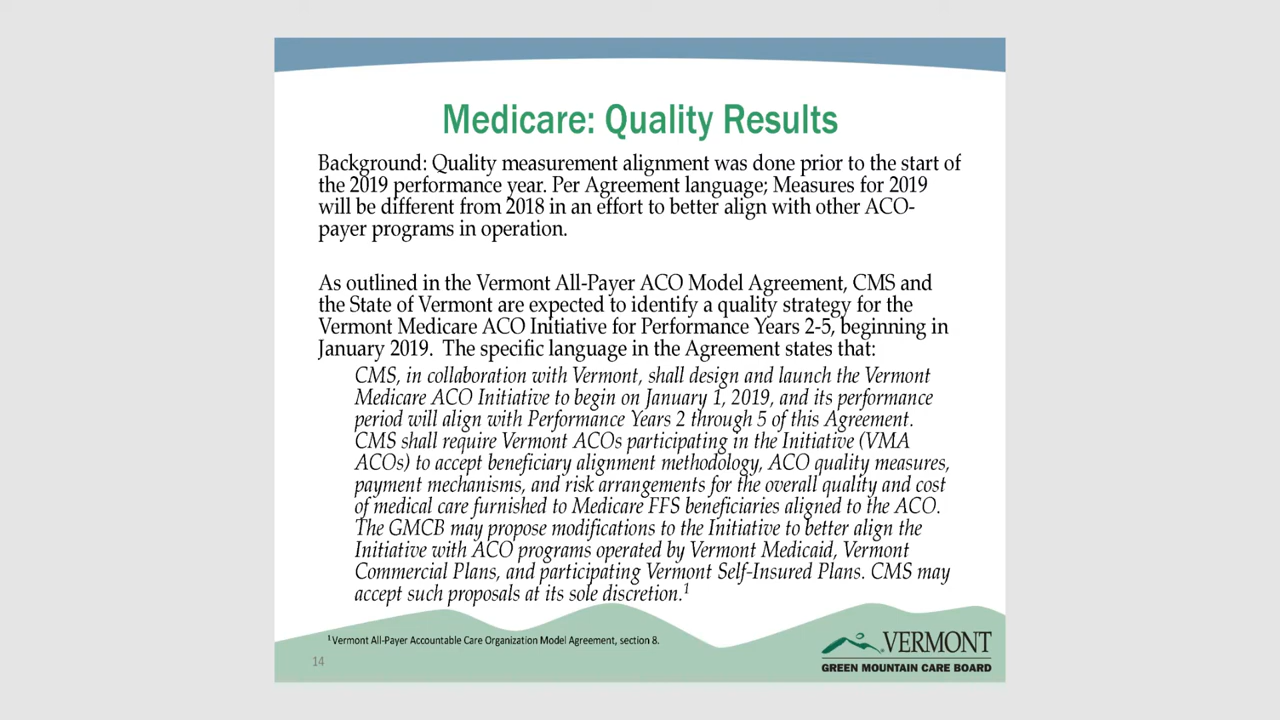 Medicare: Quality Results
Background: Quality measurement alignment was done prior to the start of
the 2019 performance year. Per Agreement language; Measures for 2019
will be different from 2018 in an effort to better align with other ACO-
payer programs in operation.
As outlined in the Vermont All-Payer ACO Model Agreement, CMS and
the State of Vermont are expected to identify a quality strategy for the
Vermont Medicare ACO Initiative for Performance Years 2-5, beginning in
January 2019.  The specific language in the Agreement states that:
CMS, in collaboration with Vermont, shall design and launch the Vermont
Medicare ACO Initiative to begin on January 1, 2019, and its performance
period will align with Performance Years 2 through 5 of this Agreement.
CMS shall require Vermont ACOs participating in the Initiative (VMA
ACOs) to accept beneficiary alignment methodology, ACO quality measures,
payment mechanisms, and risk arrangements for the overall quality and cost
of medical care furnished to Medicare FFS beneficiaries aligned to the ACO.
The GMCB may propose modifications to the Initiative to better align the
Initiative with ACO programs operated by Vermont Medicaid, Vermont
Commercial Plans, and participating Vermont Self-Insured Plans. CMS may
accept such proposals at its sole discretion.¹
¹ Vermont All-Payer Accountable Care Organization Model Agreement, section 8.
14
VERMONT
GREEN MOUNTAIN CARE BOARD